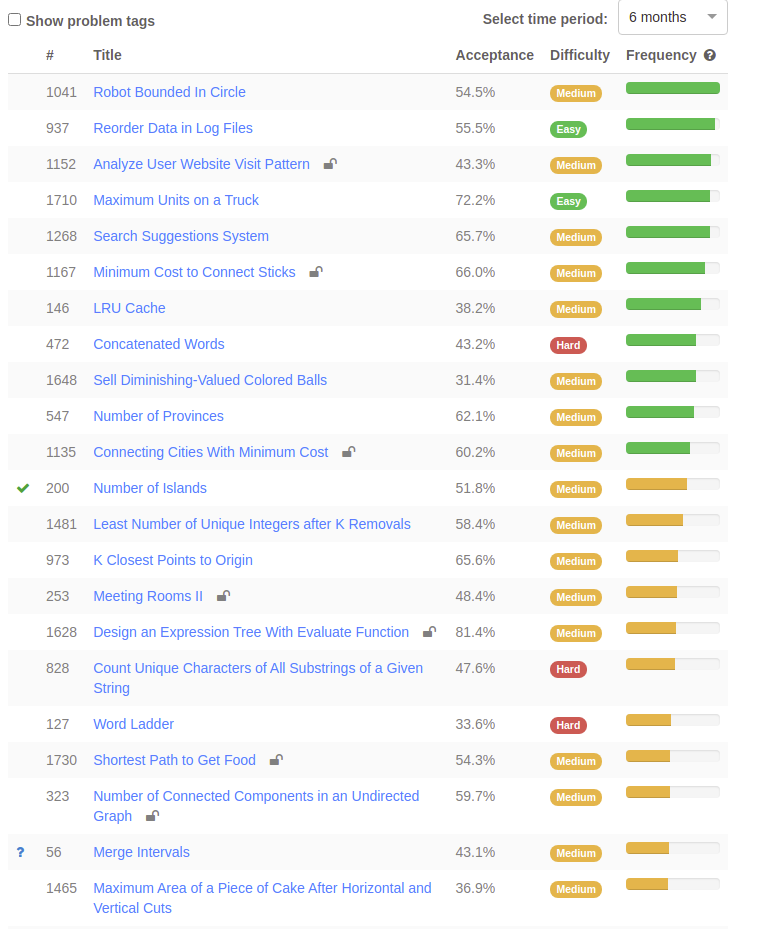 Show problem tags Select time period: 6 months
# Title Acceptance Difficulty Frequency ?
1041 Robot Bounded In Circle 54.5% Medium
937 Reorder Data in Log Files 55.5% Easy
1152 Analyze User Website Visit Pattern 43.3% Medium
1710 Maximum Units on a Truck 72.2% Easy
1268 Search Suggestions System 65.7% Medium
1167 Minimum Cost to Connect Sticks 66.0% Medium
146 LRU Cache 38.2% Medium
472 Concatenated Words 43.2% Hard
1648 Sell Diminishing-Valued Colored Balls 31.4% Medium
547 Number of Provinces 62.1% Medium
1135 Connecting Cities With Minimum Cost 60.2% Medium
200 Number of Islands 51.8% Medium
1481 Least Number of Unique Integers after K Removals 58.4% Medium
973 K Closest Points to Origin 65.6% Medium
253 Meeting Rooms II 48.4% Medium
1628 Design an Expression Tree With Evaluate Function 81.4% Medium
828 Count Unique Characters of All Substrings of a Given 47.6% Hard
String
127 Word Ladder 33.6% Hard
1730 Shortest Path to Get Food 54.3% Medium
323 Number of Connected Components in an Undirected 59.7% Medium
Graph
? 56 Merge Intervals 43.1% Medium
1465 Maximum Area of a Piece of Cake After Horizontal and 36.9% Medium
Vertical Cuts